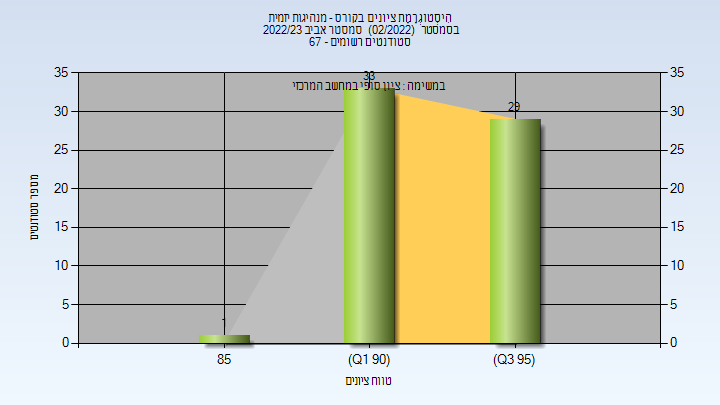 הִיסְטוֹגְרַמַת ציונים בקורס - מנהיגות יזמית
בסמסטר (02/2022) סמסטר אביב 2022/23
סטודנטים רשומים - 67
במשימה : ציון סופי במחשב המרכזי
מספר סטודנטים
35
30
25
20
15
10
5
0
35
30
25
20
15
10
5
0
1
33
29
85
(Q1 90)
(Q3 95)
טווח ציונים